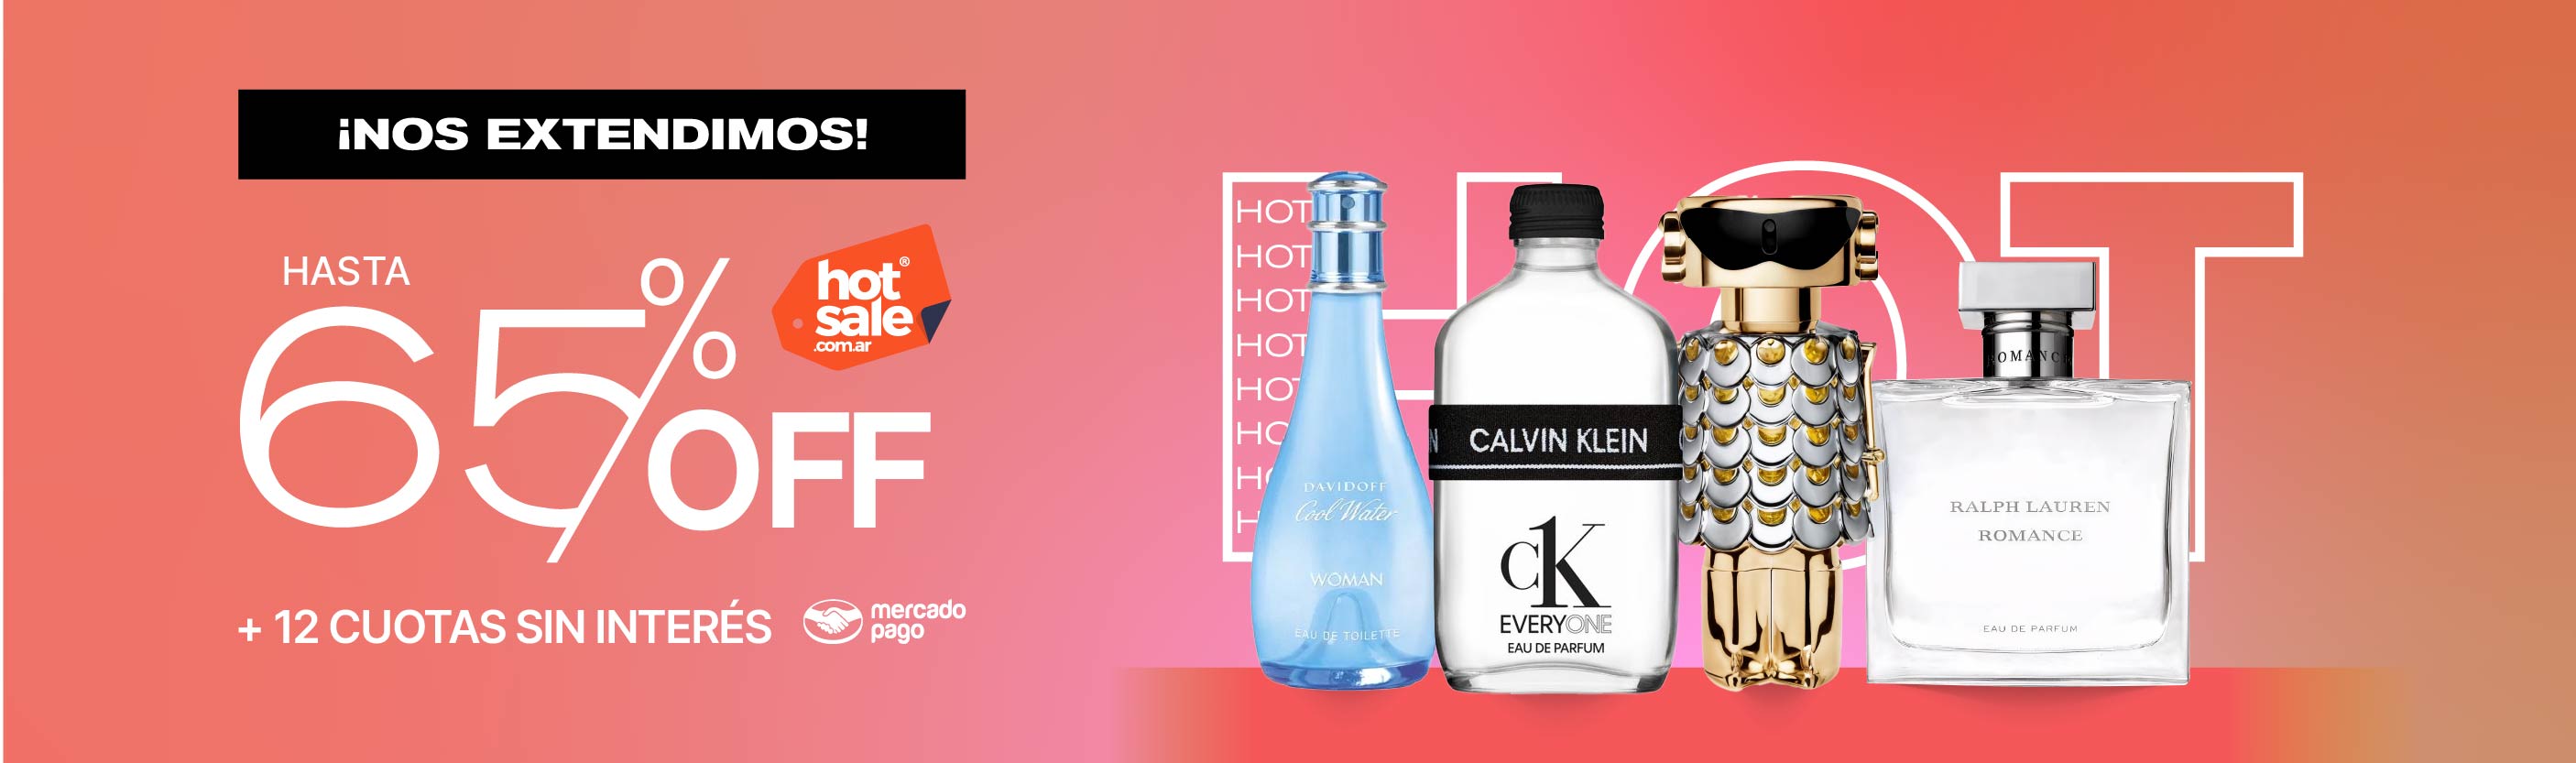 ¡NOS EXTENDIMOS!
HASTA
65% OFF
hot®
sale
.com.ar
+ 12 CUOTAS SIN INTERÉS
mercado
pago
HOT
HOT
HOT
HOT
HOT
HOT
DAVIDOFF
Cool Water
WOMAN
EAU DE TOILETTE
CALVIN KLEIN
cK
EVERYONE
EAU DE PARFUM
ROMANCE
RALPH LAUREN
ROMANCE
EAU DE PARFUM